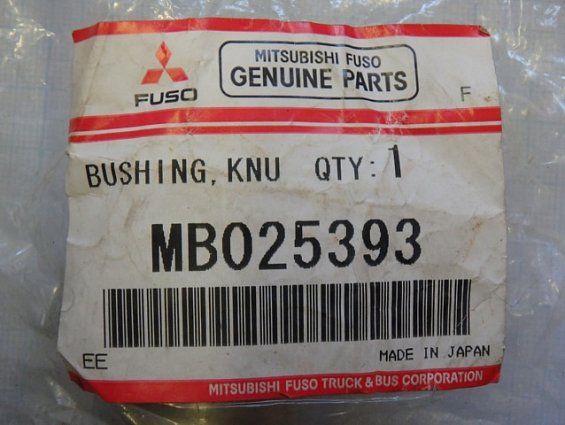 MITSUBISHI FUSO
GENUINE PARTS
FUSO
F
BUSHING, KNU QTY: 1
MB025393
EE
MADE IN JAPAN
MITSUBISHI FUSO TRUCK & BUS CORPORATION